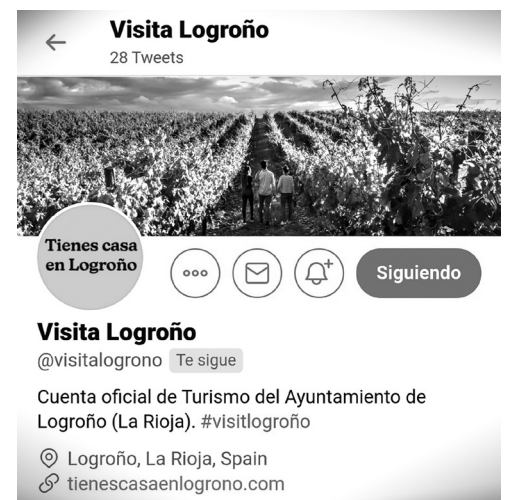 Visita Logroño
28 Tweets
Tienes casa
en Logroño
Siguiendo
Visita Logroño
@visitalogrono Te sigue
Cuenta oficial de Turismo del Ayuntamiento de
Logroño (La Rioja). #visitlogroño
Logroño, La Rioja, Spain
tienescasaenlogrono.com